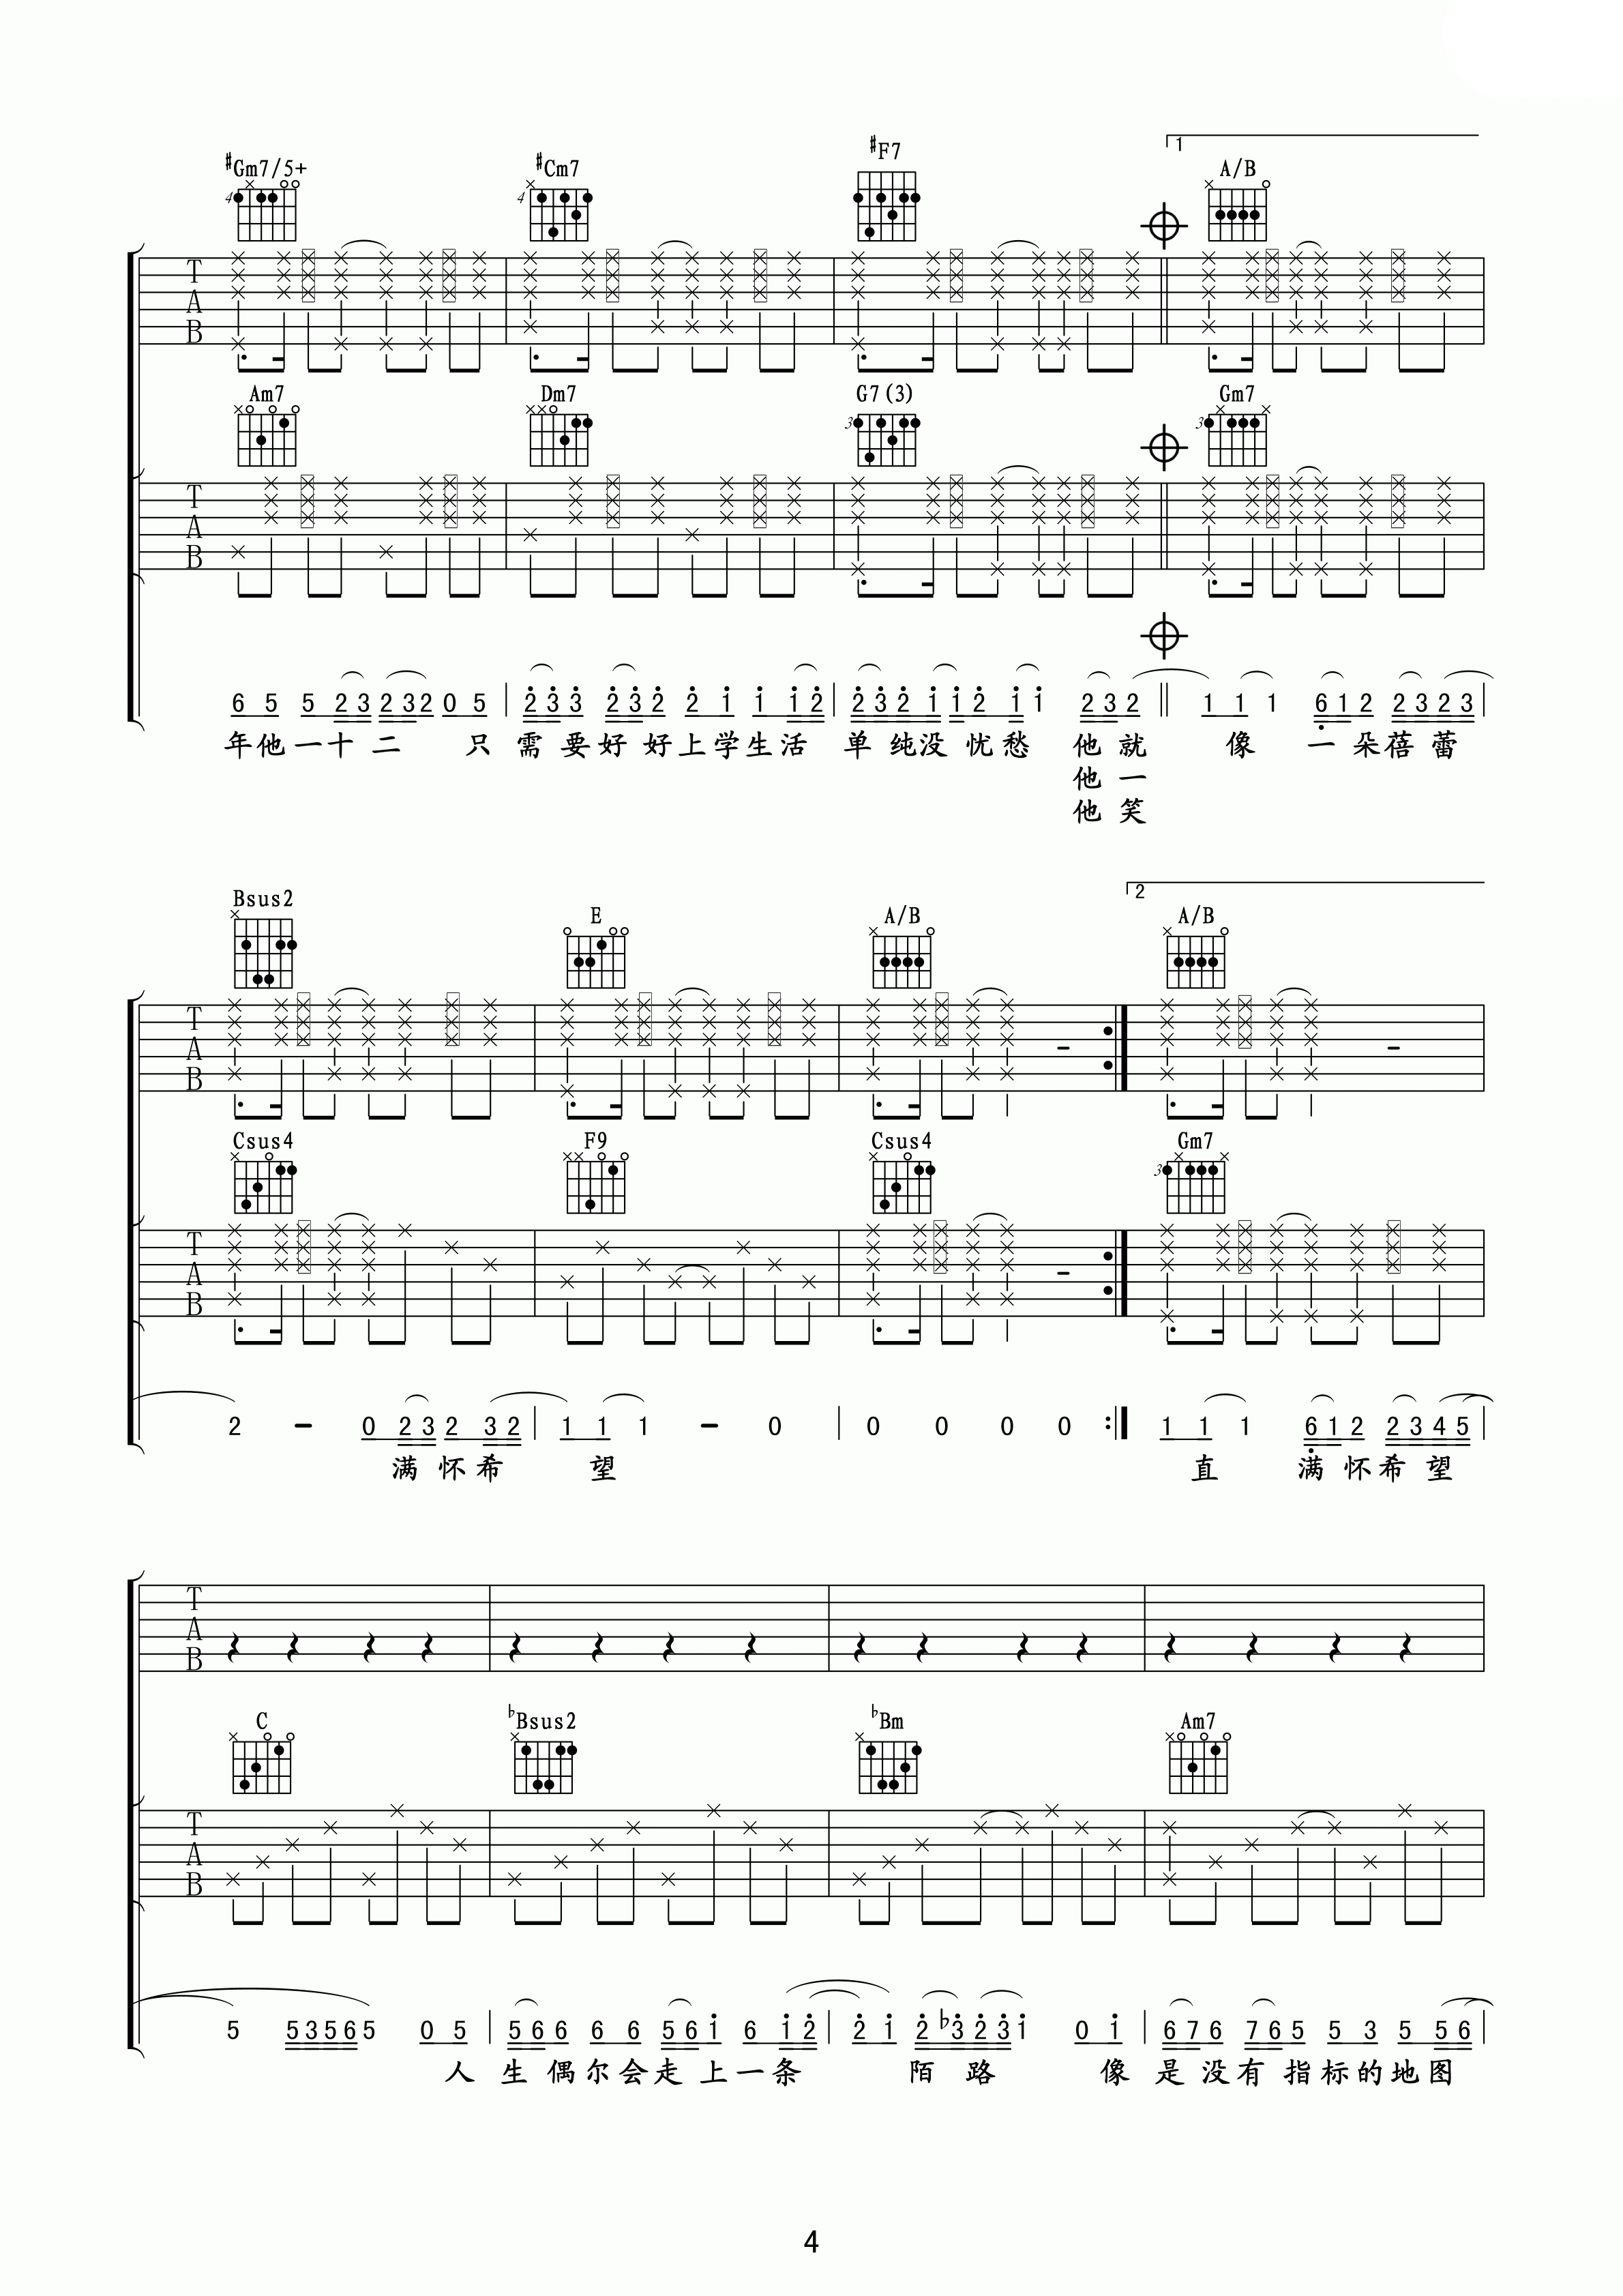 1
#Gm7/5+ #Cm7 #F7 A/B
4 4
T
A
B
Am7 Dm7 G7(3) Gm7
3 3
T
A
B
6 5 5 2 3 2 3 2 0 5 2 3 3 2 3 2 2 1 1 1 2 2 3 2 1 1 2 1 1 2 3 2 1 1 1 6 1 2 2 3 2 3
年他一十二 只需要好好上学生活 单纯没忧愁 他就 像 一朵蓓蕾
他一
他笑
2
Bsus2 E A/B A/B
T
A
B
Csus4 F9 Csus4 Gm7
3
T
A
B
2 - 0 2 3 2 3 2 1 1 1 - 0 0 0 0 0 1 1 1 6 1 2 2 3 4 5
满怀希 望 直 满怀希望
T
A
B
C bBsus2 bBm Am7
T
A
B
5 5 3 5 6 5 0 5 5 6 6 6 6 5 6 1 6 1 2 2 1 2 b3 2 3 1 0 1 6 7 6 7 6 5 5 3 5 5 6
人 生偶尔会走上一条 陌路 像 是没有指标的地图
4